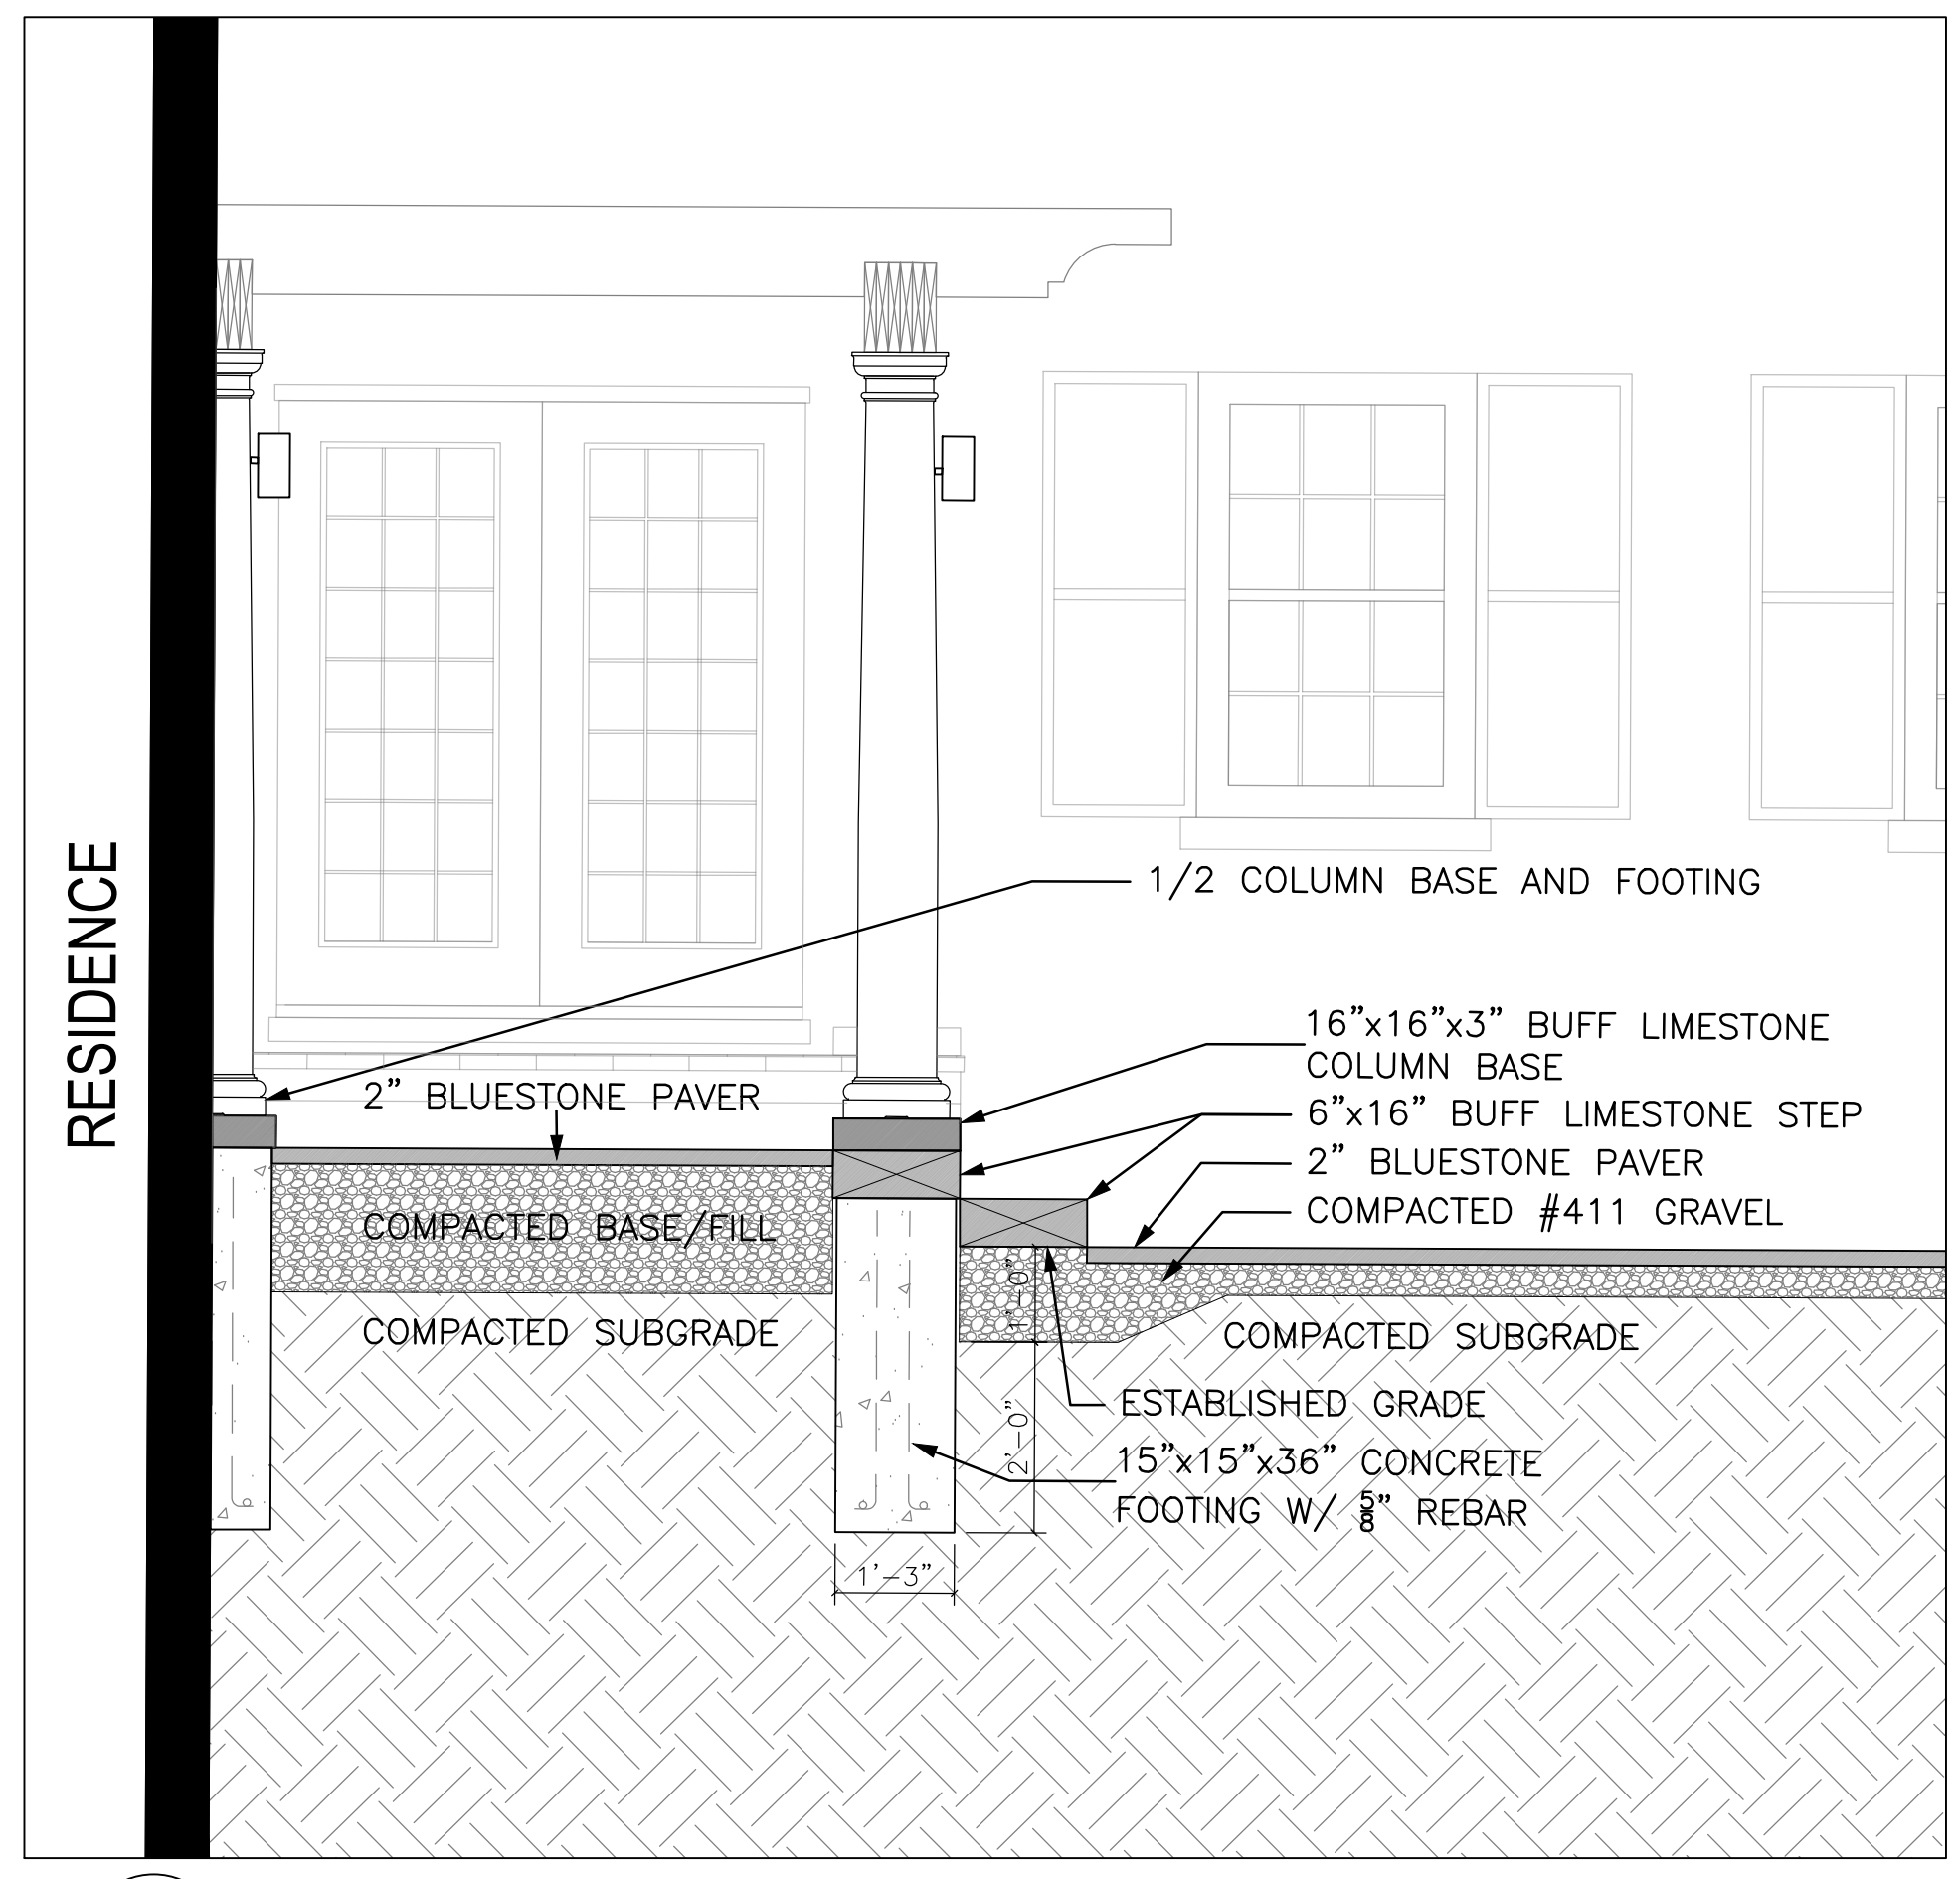 RESIDENCE
1/2 COLUMN BASE AND FOOTING
16”x16”x3” BUFF LIMESTONE
COLUMN BASE
2” BLUESTONE PAVER
6”x16” BUFF LIMESTONE STEP
2” BLUESTONE PAVER
COMPACTED #411 GRAVEL
COMPACTED BASE/FILL
1’-0”
COMPACTED SUBGRADE
COMPACTED SUBGRADE
ESTABLISHED GRADE
2’-0”
15”x15”x36” CONCRETE
FOOTING W/ 5/8” REBAR
1’-3”